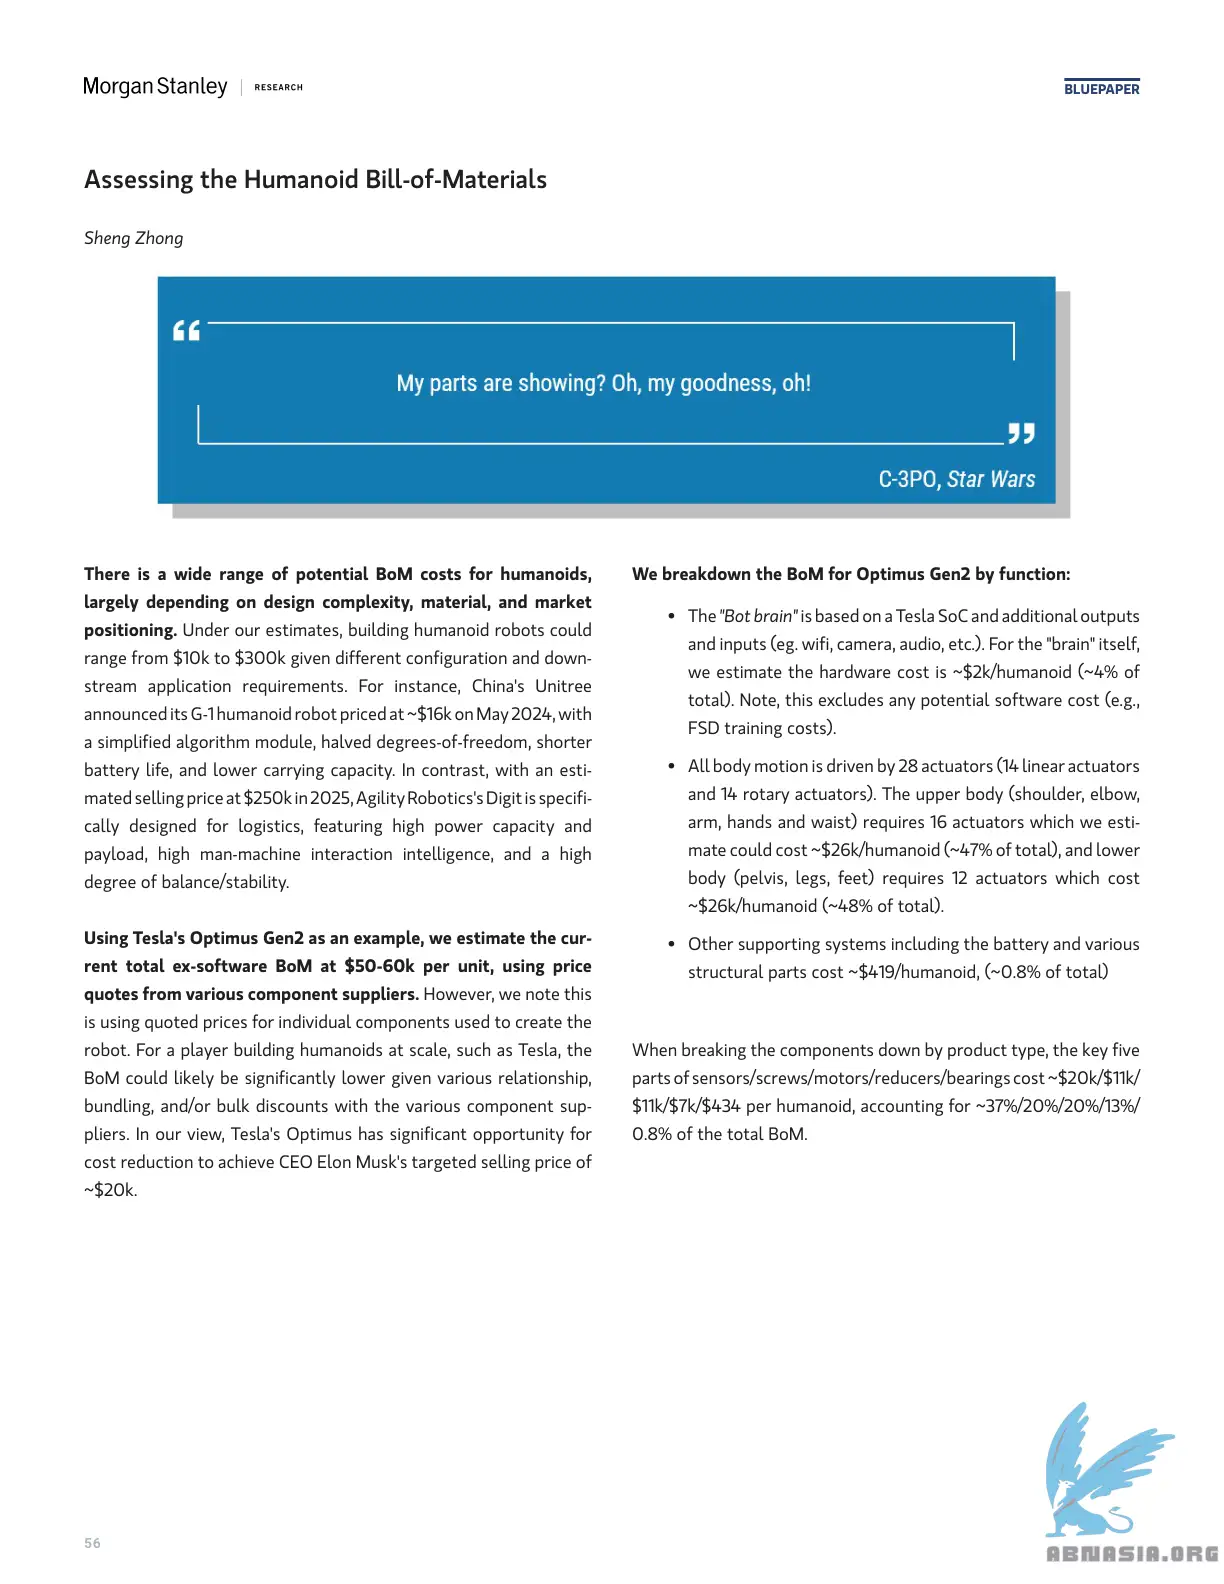 Morgan Stanley | RESEARCH
BLUEPAPER
Assessing the Humanoid Bill-of-Materials
Sheng Zhong
“
My parts are showing? Oh, my goodness, oh!
”
C-3PO, Star Wars
There is a wide range of potential BoM costs for humanoids,
largely depending on design complexity, material, and market
positioning. Under our estimates, building humanoid robots could
range from $10k to $300k given different configuration and down-
stream application requirements. For instance, China's Unitree
announced its G-1 humanoid robot priced at ~$16k on May 2024, with
a simplified algorithm module, halved degrees-of-freedom, shorter
battery life, and lower carrying capacity. In contrast, with an esti-
mated selling price at $250k in 2025, Agility Robotics's Digit is specifi-
cally designed for logistics, featuring high power capacity and
payload, high man-machine interaction intelligence, and a high
degree of balance/stability.
Using Tesla's Optimus Gen2 as an example, we estimate the cur-
rent total ex-software BoM at $50-60k per unit, using price
quotes from various component suppliers. However, we note this
is using quoted prices for individual components used to create the
robot. For a player building humanoids at scale, such as Tesla, the
BoM could likely be significantly lower given various relationship,
bundling, and/or bulk discounts with the various component sup-
pliers. In our view, Tesla's Optimus has significant opportunity for
cost reduction to achieve CEO Elon Musk's targeted selling price of
~$20k.
We breakdown the BoM for Optimus Gen2 by function:
• The "Bot brain" is based on a Tesla SoC and additional outputs
and inputs (eg. wifi, camera, audio, etc.). For the "brain" itself,
we estimate the hardware cost is ~$2k/humanoid (~4% of
total). Note, this excludes any potential software cost (e.g.,
FSD training costs).
• All body motion is driven by 28 actuators (14 linear actuators
and 14 rotary actuators). The upper body (shoulder, elbow,
arm, hands and waist) requires 16 actuators which we esti-
mate could cost ~$26k/humanoid (~47% of total), and lower
body (pelvis, legs, feet) requires 12 actuators which cost
~$26k/humanoid (~48% of total).
• Other supporting systems including the battery and various
structural parts cost ~$419/humanoid, (~0.8% of total)
When breaking the components down by product type, the key five
parts of sensors/screws/motors/reducers/bearings cost ~$20k/$11k/
$11k/$7k/$434 per humanoid, accounting for ~37%/20%/20%/13%/
0.8% of the total BoM.
56
ABNASIA.ORG